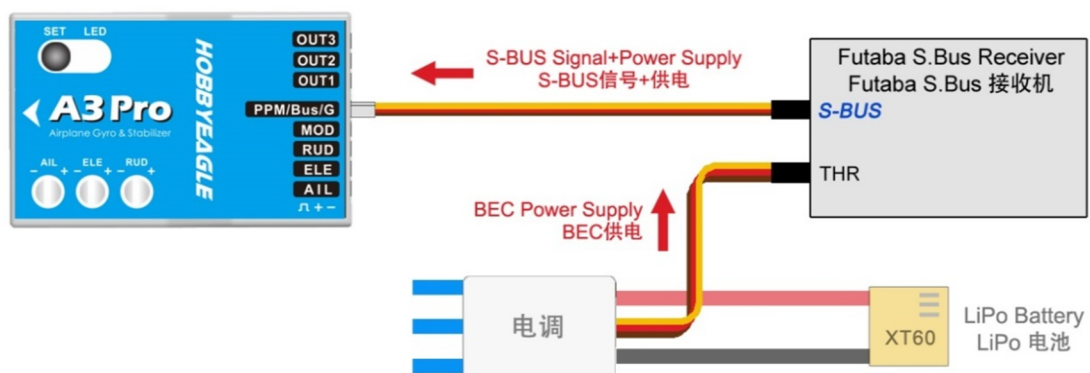 SET LED
HOBBYEAGLE
A3 Pro
Airplane Gyro & Stabilizer
AIL ELE RUD
- + - + - +
OUT3
OUT2
OUT1
PPM/Bus/G
MOD
RUD
ELE
AIL
⎍ + -
S-BUS Signal+Power Supply
S-BUS信号+供电
Futaba S.Bus Receiver
Futaba S.Bus 接收机
S-BUS
THR
BEC Power Supply
BEC供电
电调
XT60
LiPo Battery
LiPo 电池